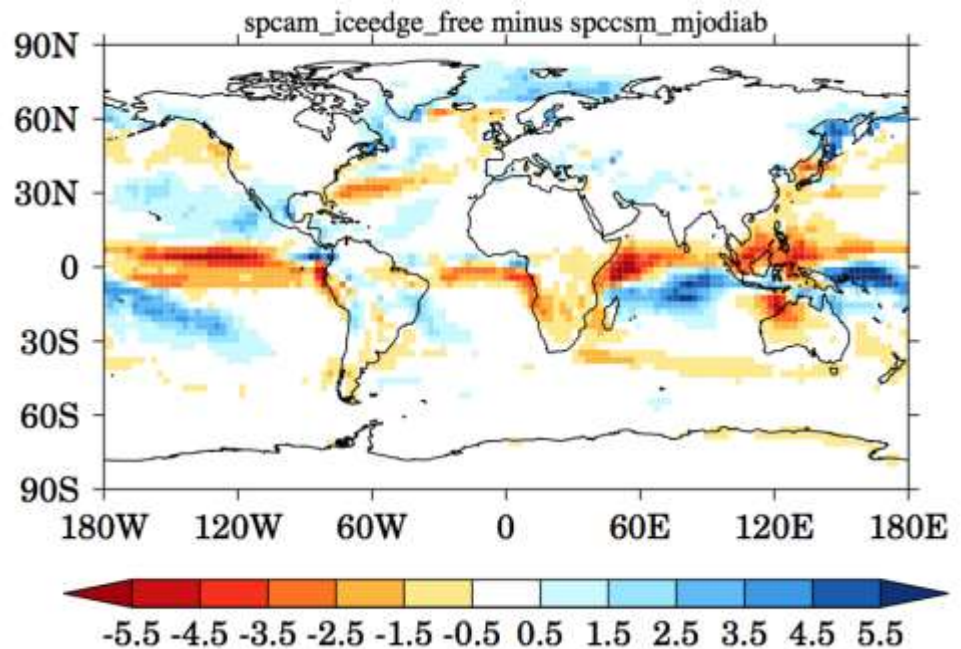 spcam_iceedge_free minus spccsm_mjodiab
90N
60N
30N
0
30S
60S
90S
180W 120W 60W 0 60E 120E 180E
-5.5 -4.5 -3.5 -2.5 -1.5 -0.5 0.5 1.5 2.5 3.5 4.5 5.5